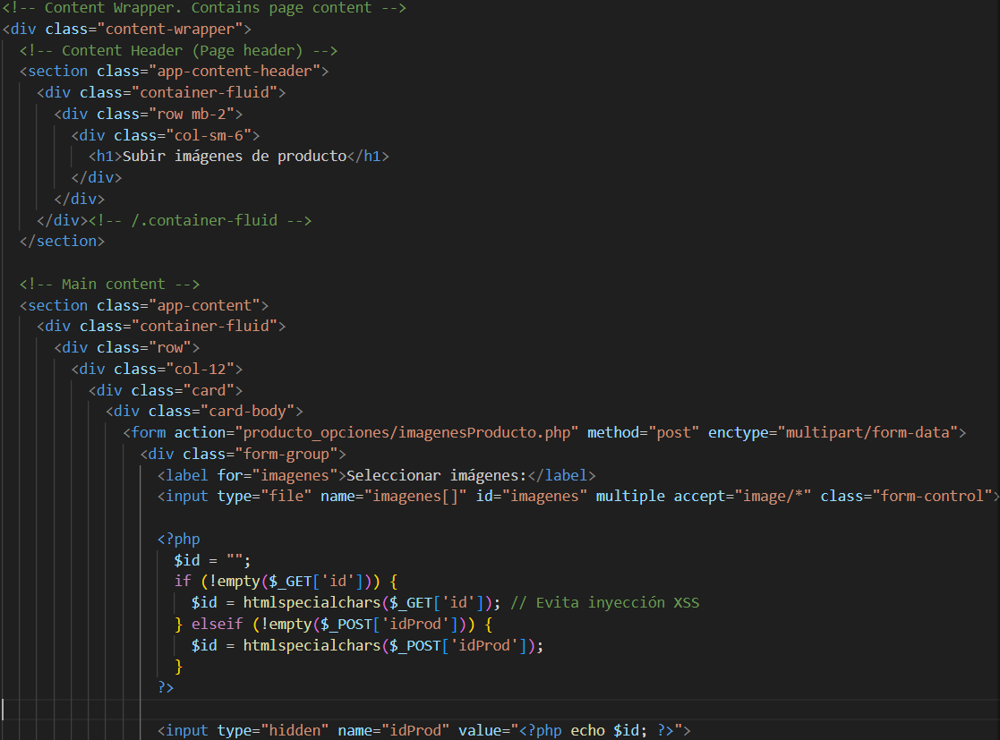 <!-- Content Wrapper. Contains page content -->
<div class="content-wrapper">
<!-- Content Header (Page header) -->
<section class="app-content-header">
<div class="container-fluid">
<div class="row mb-2">
<div class="col-sm-6">
<h1>Subir imágenes de producto</h1>
</div>
</div>
</div><!-- /.container-fluid -->
</section>
<!-- Main content -->
<section class="app-content">
<div class="container-fluid">
<div class="row">
<div class="col-12">
<div class="card">
<div class="card-body">
<form action="producto_opciones/imagenesProducto.php" method="post" enctype="multipart/form-data">
<div class="form-group">
<label for="imagenes">Seleccionar imágenes:</label>
<input type="file" name="imagenes[]" id="imagenes" multiple accept="image/*" class="form-control">
<?php
$id = "";
if (!empty($_GET['id'])) {
$id = htmlspecialchars($_GET['id']); // Evita inyección XSS
} elseif (!empty($_POST['idProd'])) {
$id = htmlspecialchars($_POST['idProd']);
}
?>
<input type="hidden" name="idProd" value="<?php echo $id; ?>">